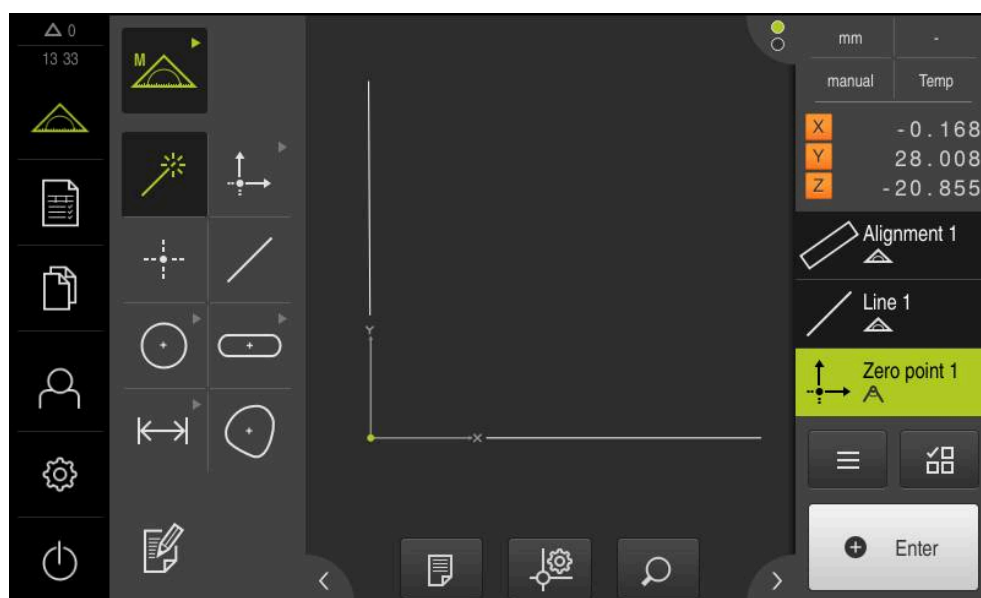 0
13 33
M
Y
X
mm -
manual Temp
X -0.168
Y 28.008
Z -20.855
Alignment 1
Line 1
Zero point 1
Enter